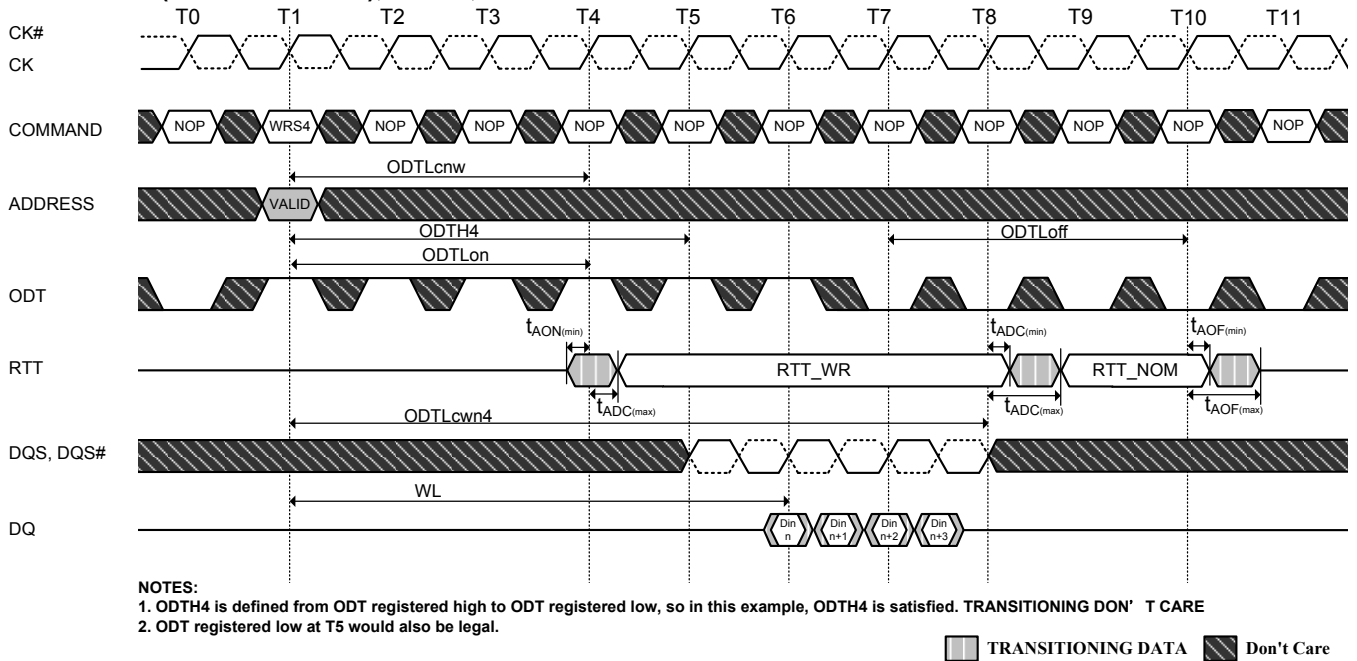 T0 T1 T2 T3 T4 T5 T6 T7 T8 T9 T10 T11
CK#
CK
COMMAND NOP WRS4 NOP NOP NOP NOP NOP NOP NOP NOP NOP NOP
ODTLcnw
ADDRESS VALID
ODTH4 ODTLoff
ODTLon
ODT
tAON(min) tADC(min) tAOF(min)
RTT RTT_WR RTT_NOM
tADC(max) tADC(max) tAOF(max)
ODTLcwn4
DQS, DQS#
WL
DQ Din n Din n+1 Din n+2 Din n+3
NOTES:
1. ODTH4 is defined from ODT registered high to ODT registered low, so in this example, ODTH4 is satisfied. TRANSITIONING DON’ T CARE
2. ODT registered low at T5 would also be legal.
TRANSITIONING DATA Don't Care